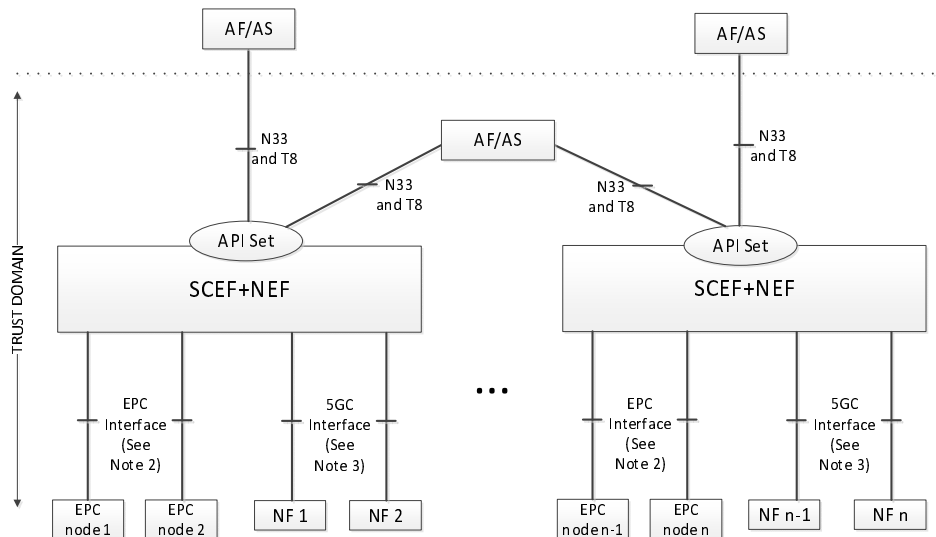 AF/AS
AF/AS
AF/AS
N33
and T8
N33
and T8
N33
and T8
N33
and T8
API Set
API Set
SCEF+NEF
SCEF+NEF
TRUST DOMAIN
...
EPC
Interface
(See
Note 2)
5GC
Interface
(See
Note 3)
EPC
Interface
(See
Note 2)
5GC
Interface
(See
Note 3)
EPC
node 1
EPC
node 2
NF 1
NF 2
EPC
node n-1
EPC
node n
NF n-1
NF n